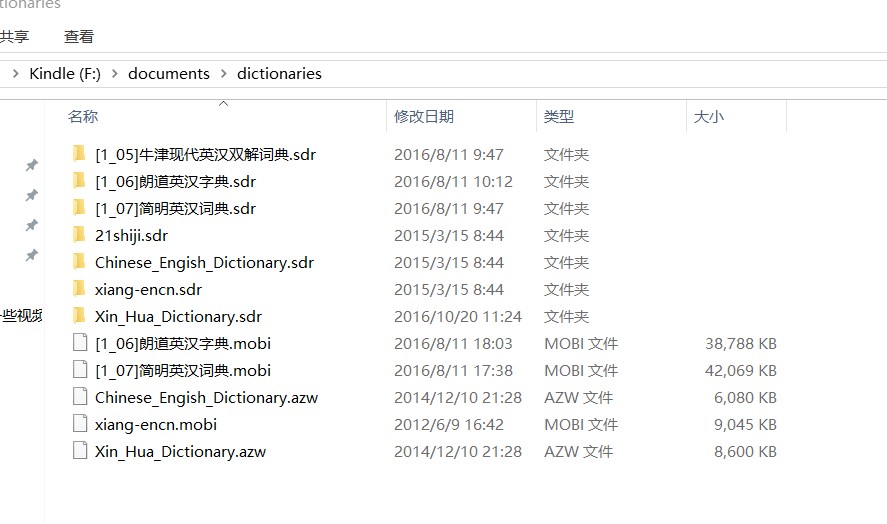 tionaries
共享 查看
Kindle (F:) documents dictionaries
名称 修改日期 类型 大小
[1_05]牛津现代英汉双解词典.sdr 2016/8/11 9:47 文件夹
[1_06]朗道英汉字典.sdr 2016/8/11 10:12 文件夹
[1_07]简明英汉词典.sdr 2016/8/11 9:47 文件夹
21shiji.sdr 2015/3/15 8:44 文件夹
Chinese_Engish_Dictionary.sdr 2015/3/15 8:44 文件夹
xiang-encn.sdr 2015/3/15 8:44 文件夹
些视频 Xin_Hua_Dictionary.sdr 2016/10/20 11:24 文件夹
[1_06]朗道英汉字典.mobi 2016/8/11 18:03 MOBI 文件 38,788 KB
[1_07]简明英汉词典.mobi 2016/8/11 17:38 MOBI 文件 42,069 KB
Chinese_Engish_Dictionary.azw 2014/12/10 21:28 AZW 文件 6,080 KB
xiang-encn.mobi 2012/6/9 16:42 MOBI 文件 9,045 KB
Xin_Hua_Dictionary.azw 2014/12/10 21:28 AZW 文件 8,600 KB